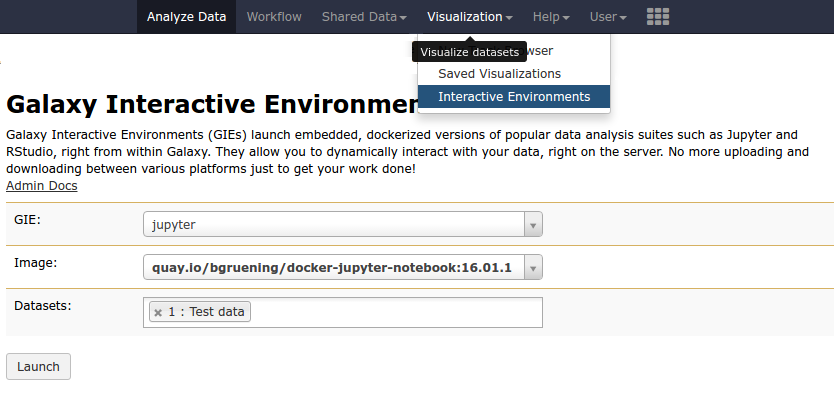 Analyze Data Workflow Shared Data Visualization Help User
Visualize datasets
Saved Visualizations
Interactive Environments
Galaxy Interactive
Galaxy Interactive Environments (GIEs) launch embedded, dockerized versions of popular data analysis suites such as Jupyter and
RStudio, right from within Galaxy. They allow you to dynamically interact with your data, right on the server. No more uploading and
downloading between various platforms just to get your work done!
Admin Docs
GIE: jupyter
Image: quay.io/bgruening/docker-jupyter-notebook:16.01.1
Datasets: × 1 : Test data
Launch